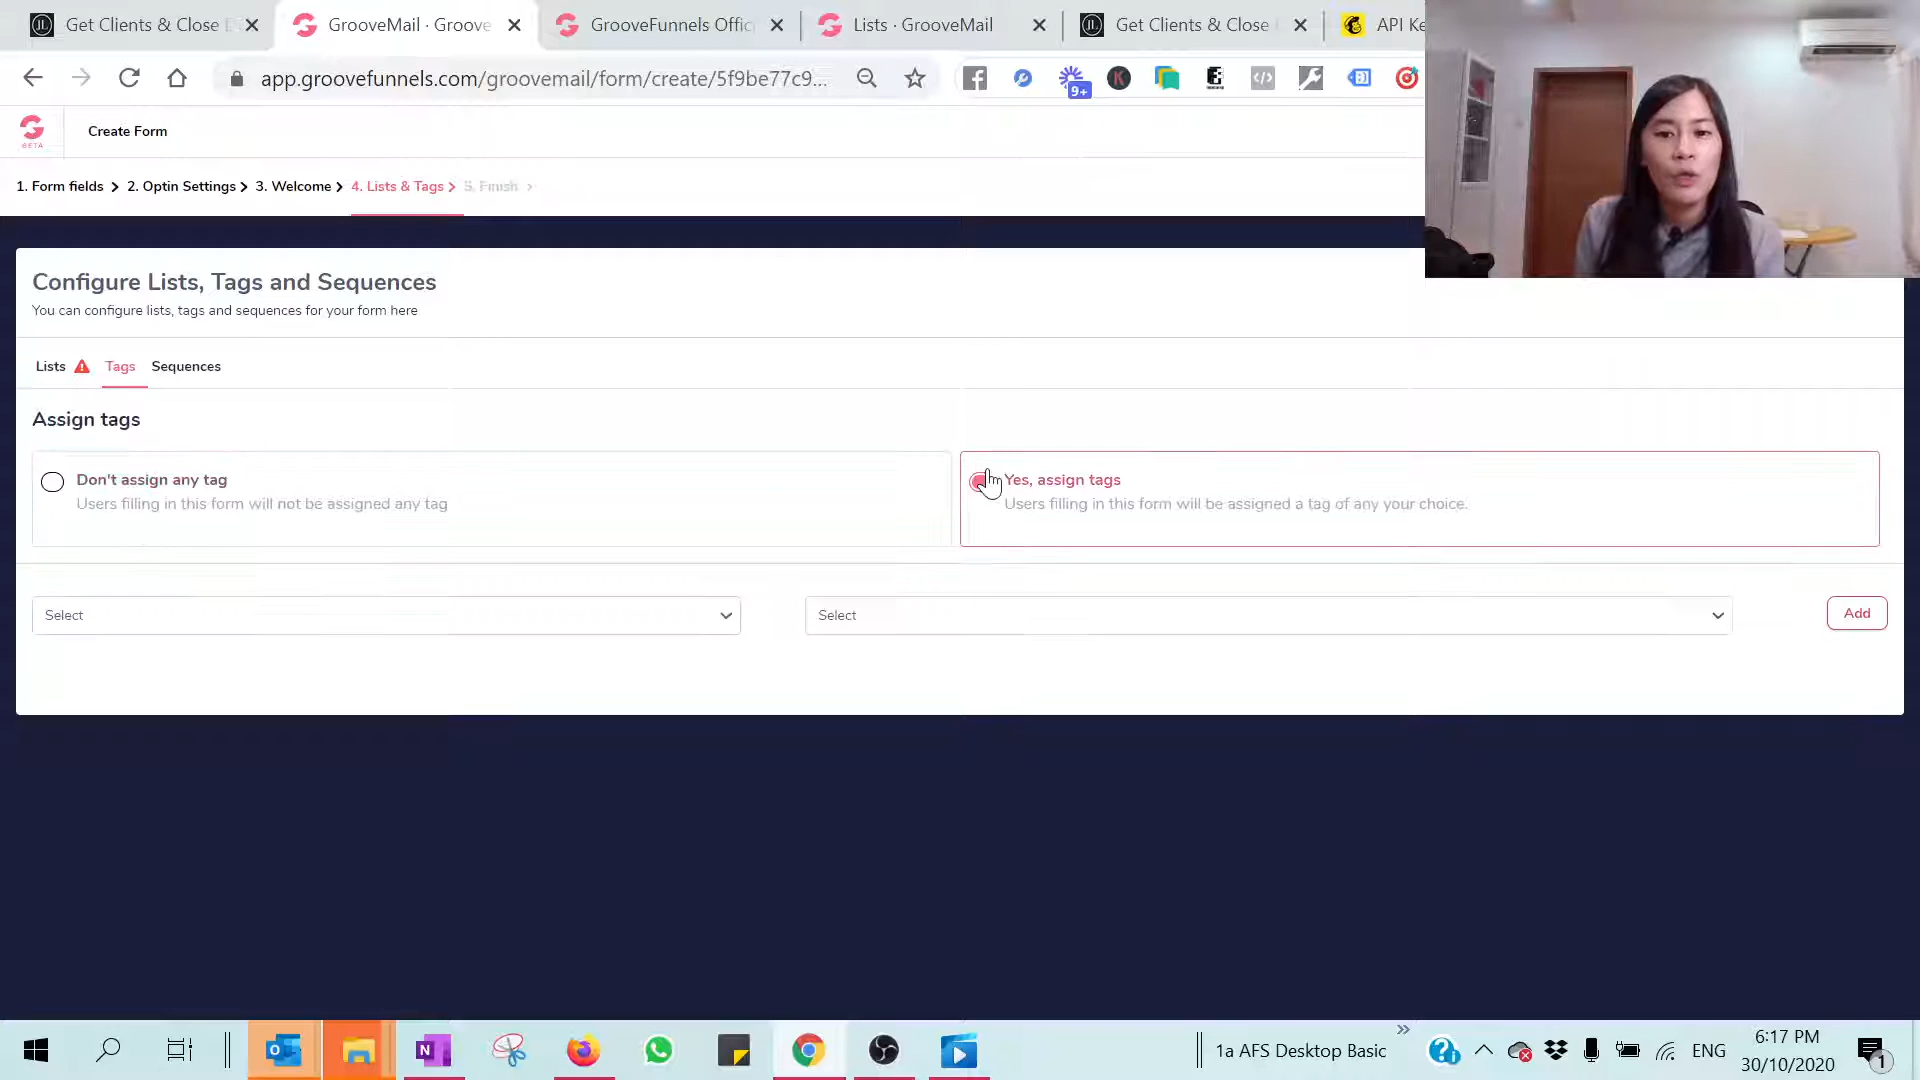 Get Clients & Close
GrooveMail · Groove
GrooveFunnels Offic
Lists · GrooveMail
Get Clients & Close
API Ke
app.groovefunnels.com/groovemail/form/create/5f9be77c9...
9+
BETA
Create Form
1. Form fields
2. Optin Settings
3. Welcome
4. Lists & Tags
5. Finish
Configure Lists, Tags and Sequences
You can configure lists, tags and sequences for your form here
Lists
Tags
Sequences
Assign tags
Don't assign any tag
Users filling in this form will not be assigned any tag
Yes, assign tags
Users filling in this form will be assigned a tag of any your choice.
Select
Select
Add
1a AFS Desktop Basic
ENG
6:17 PM
30/10/2020
1